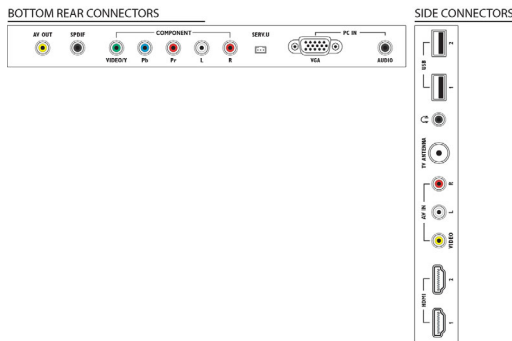 BOTTOM REAR CONNECTORS
AV OUT SPDIF COMPONENT SERV.U PC IN
VIDEO/Y Pb Pr L R VGA AUDIO
SIDE CONNECTORS
USB 2 1
TV ANTENNA
AV IN R L VIDEO
HDMI 2 1